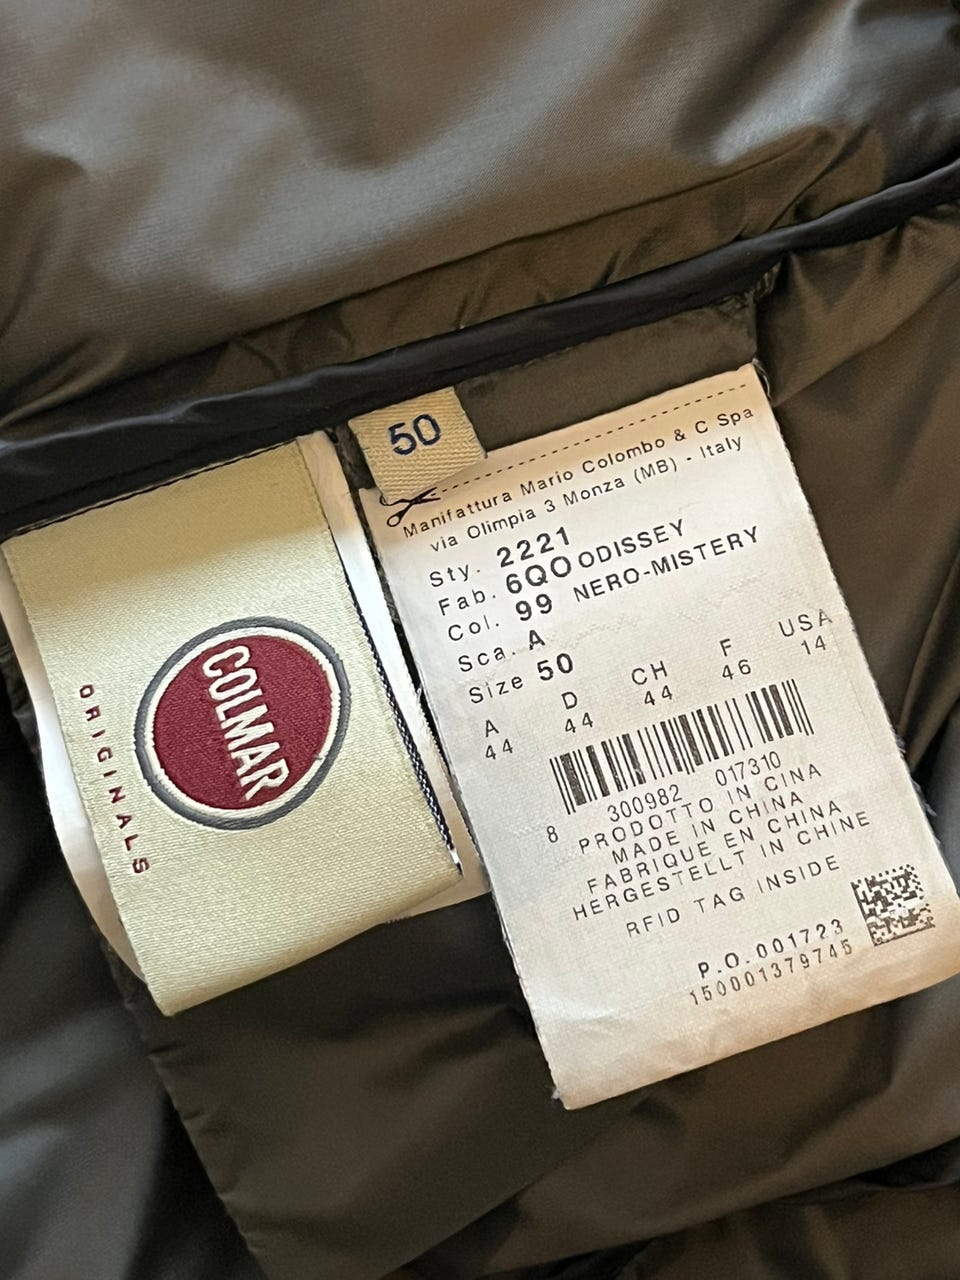 COLMAR
ORIGINALS
50
Manifattura Mario Colombo & C Spa
via Olimpia 3 Monza (MB) - Italy
Sty. 2221
Fab. 6QO ODISSEY
Col. 99 NERO-MISTERY
Sca. A
Size 50
A D CH F USA
44 44 44 46 14
8 300982 017310
PRODOTTO IN CINA
MADE IN CHINA
FABRIQUE EN CHINA
HERGESTELLT IN CHINE
RFID TAG INSIDE
P.O. 001723
150001379745